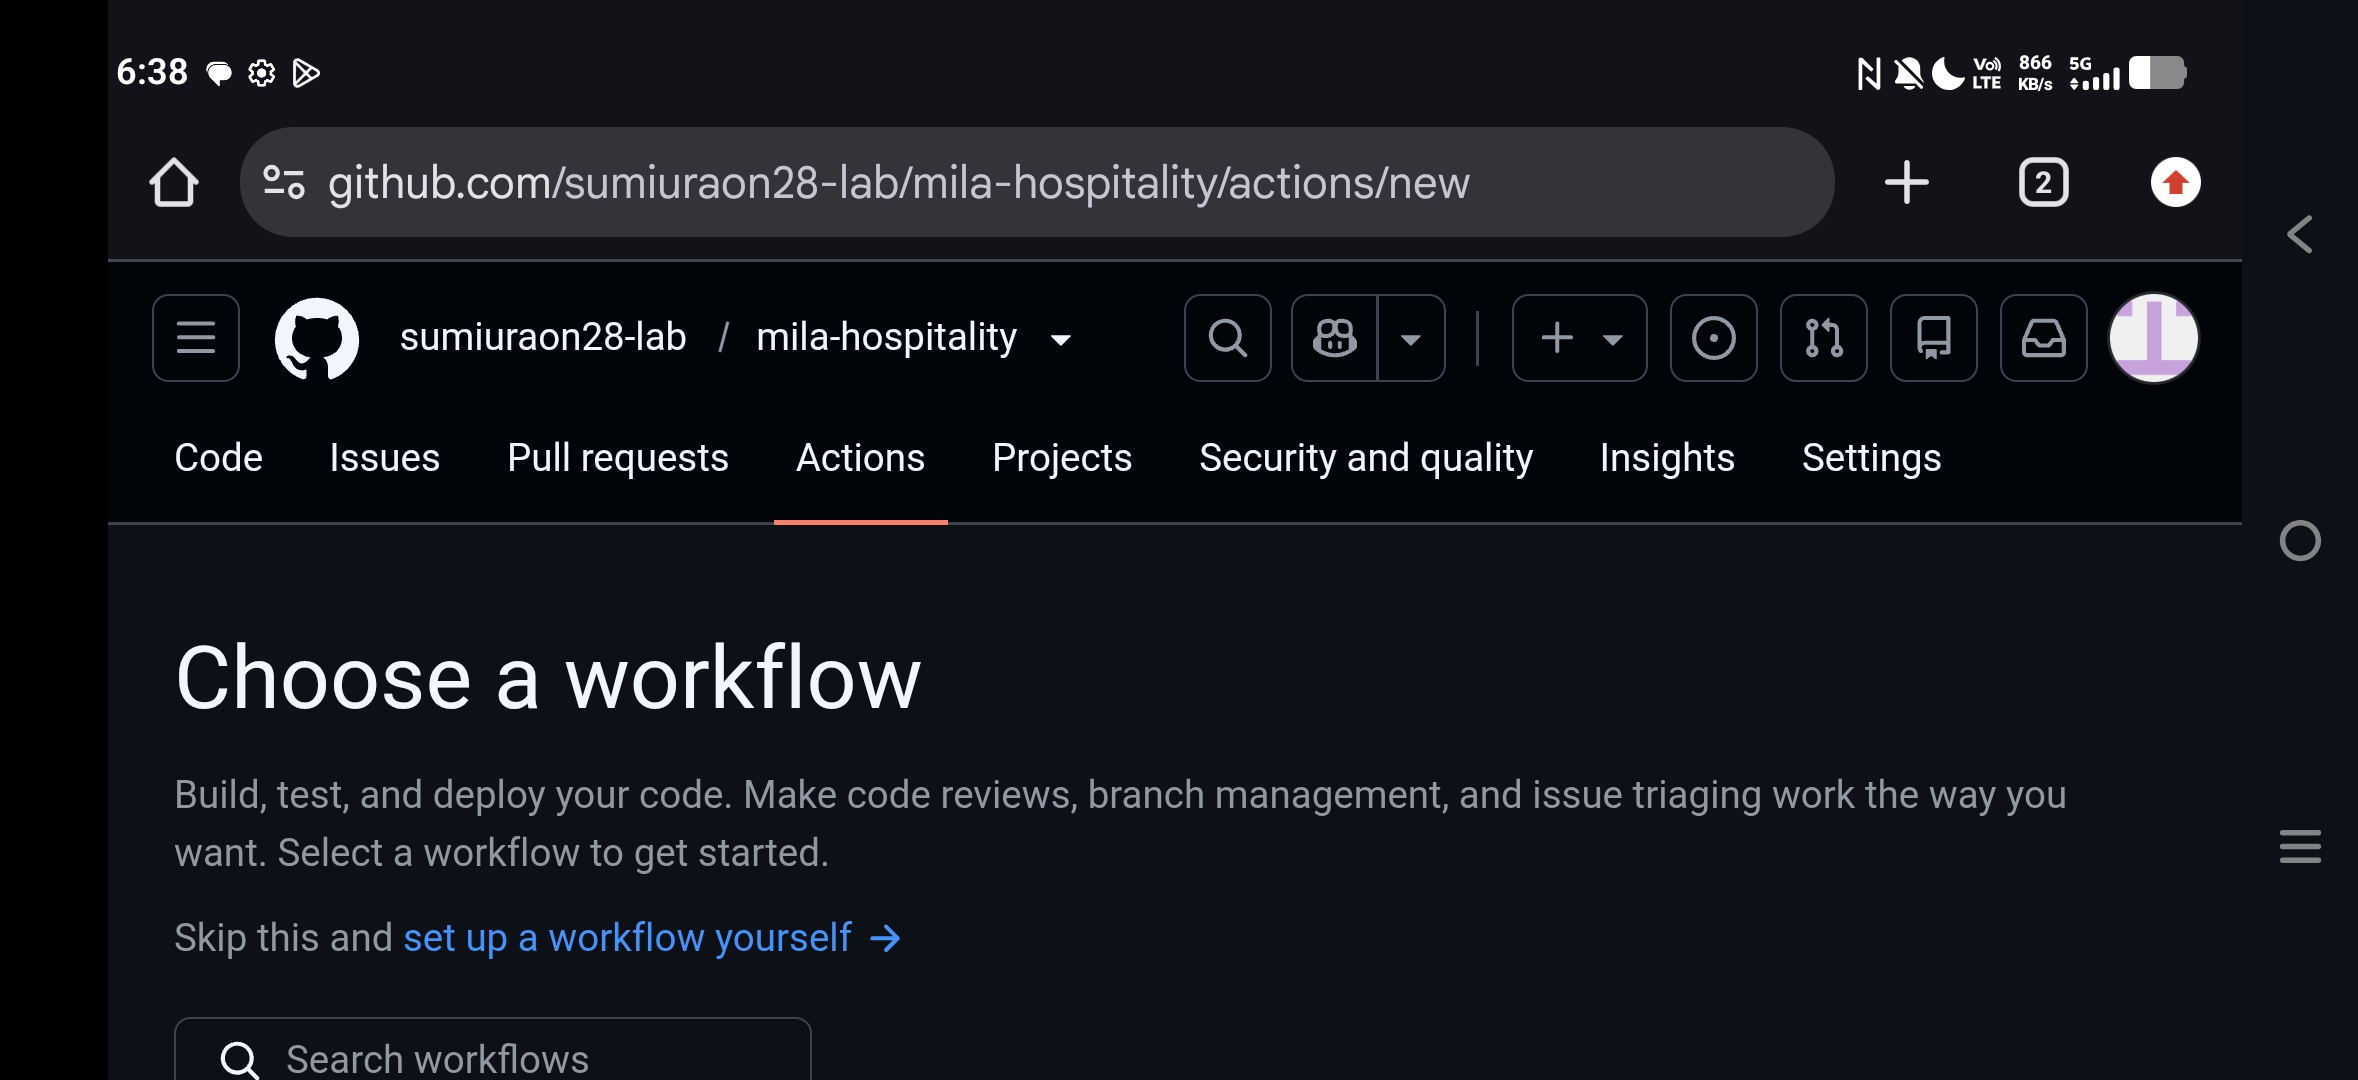 6:38
Vo) LTE 866 KB/s 5G
github.com/sumiuraon28-lab/mila-hospitality/actions/new
2
sumiuraon28-lab / mila-hospitality
Code Issues Pull requests Actions Projects Security and quality Insights Settings
Choose a workflow
Build, test, and deploy your code. Make code reviews, branch management, and issue triaging work the way you
want. Select a workflow to get started.
Skip this and set up a workflow yourself →
Search workflows